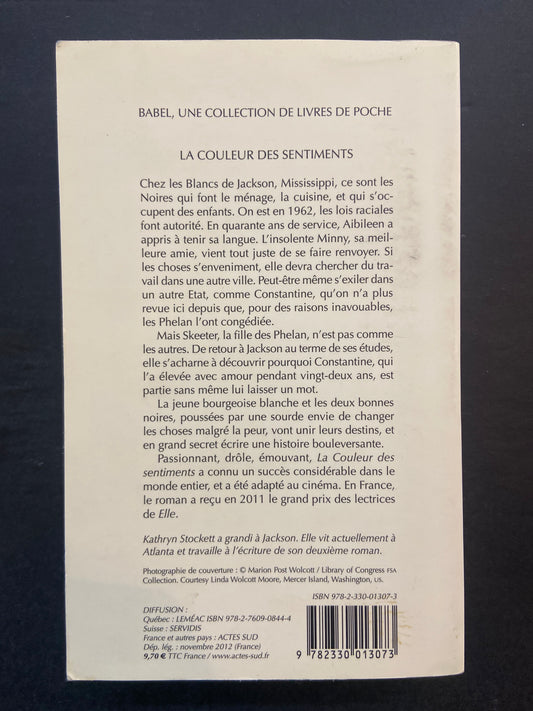 BABEL, UNE COLLECTION DE LIVRES DE POCHE
LA COULEUR DES SENTIMENTS
Chez les Blancs de Jackson, Mississippi, ce sont les
Noires qui font le ménage, la cuisine, et qui s'oc-
cupent des enfants. On est en 1962, les lois raciales
font autorité. En quarante ans de service, Aibileen a
appris à tenir sa langue. L'insolente Minny, sa meil-
leure amie, vient tout juste de se faire renvoyer. Si
les choses s'enveniment, elle devra chercher du tra-
vail dans une autre ville. Peut-être même s'exiler dans
un autre Etat, comme Constantine, qu'on n'a plus
revue ici depuis que, pour des raisons inavouables,
les Phelan l'ont congédiée.
Mais Skeeter, la fille des Phelan, n'est pas comme
les autres. De retour à Jackson au terme de ses études,
elle s'acharne à découvrir pourquoi Constantine, qui
l'a élevée avec amour pendant vingt-deux ans, est
partie sans même lui laisser un mot.
La jeune bourgeoise blanche et les deux bonnes
noires, poussées par une sourde envie de changer
les choses malgré la peur, vont unir leurs destins, et
en grand secret écrire une histoire bouleversante.
Passionnant, drôle, émouvant, La Couleur des
sentiments a connu un succès considérable dans le
monde entier, et a été adapté au cinéma. En France,
le roman a reçu en 2011 le grand prix des lectrices
de Elle.
Kathryn Stockett a grandi à Jackson. Elle vit actuellement à
Atlanta et travaille à l'écriture de son deuxième roman.
Photographie de couverture : © Marion Post Wolcott / Library of Congress FSA
Collection. Courtesy Linda Wolcott Moore, Mercer Island, Washington, US.
ISBN 978-2-330-01307-3
DIFFUSION :
Québec : LEMÉAC ISBN 978-2-7609-0844-4
Suisse : SERVIDIS
France et autres pays : ACTES SUD
Dép. lég. : novembre 2012 (France)
9,70 € TTC France / www.actes-sud.fr
9 782330 013073